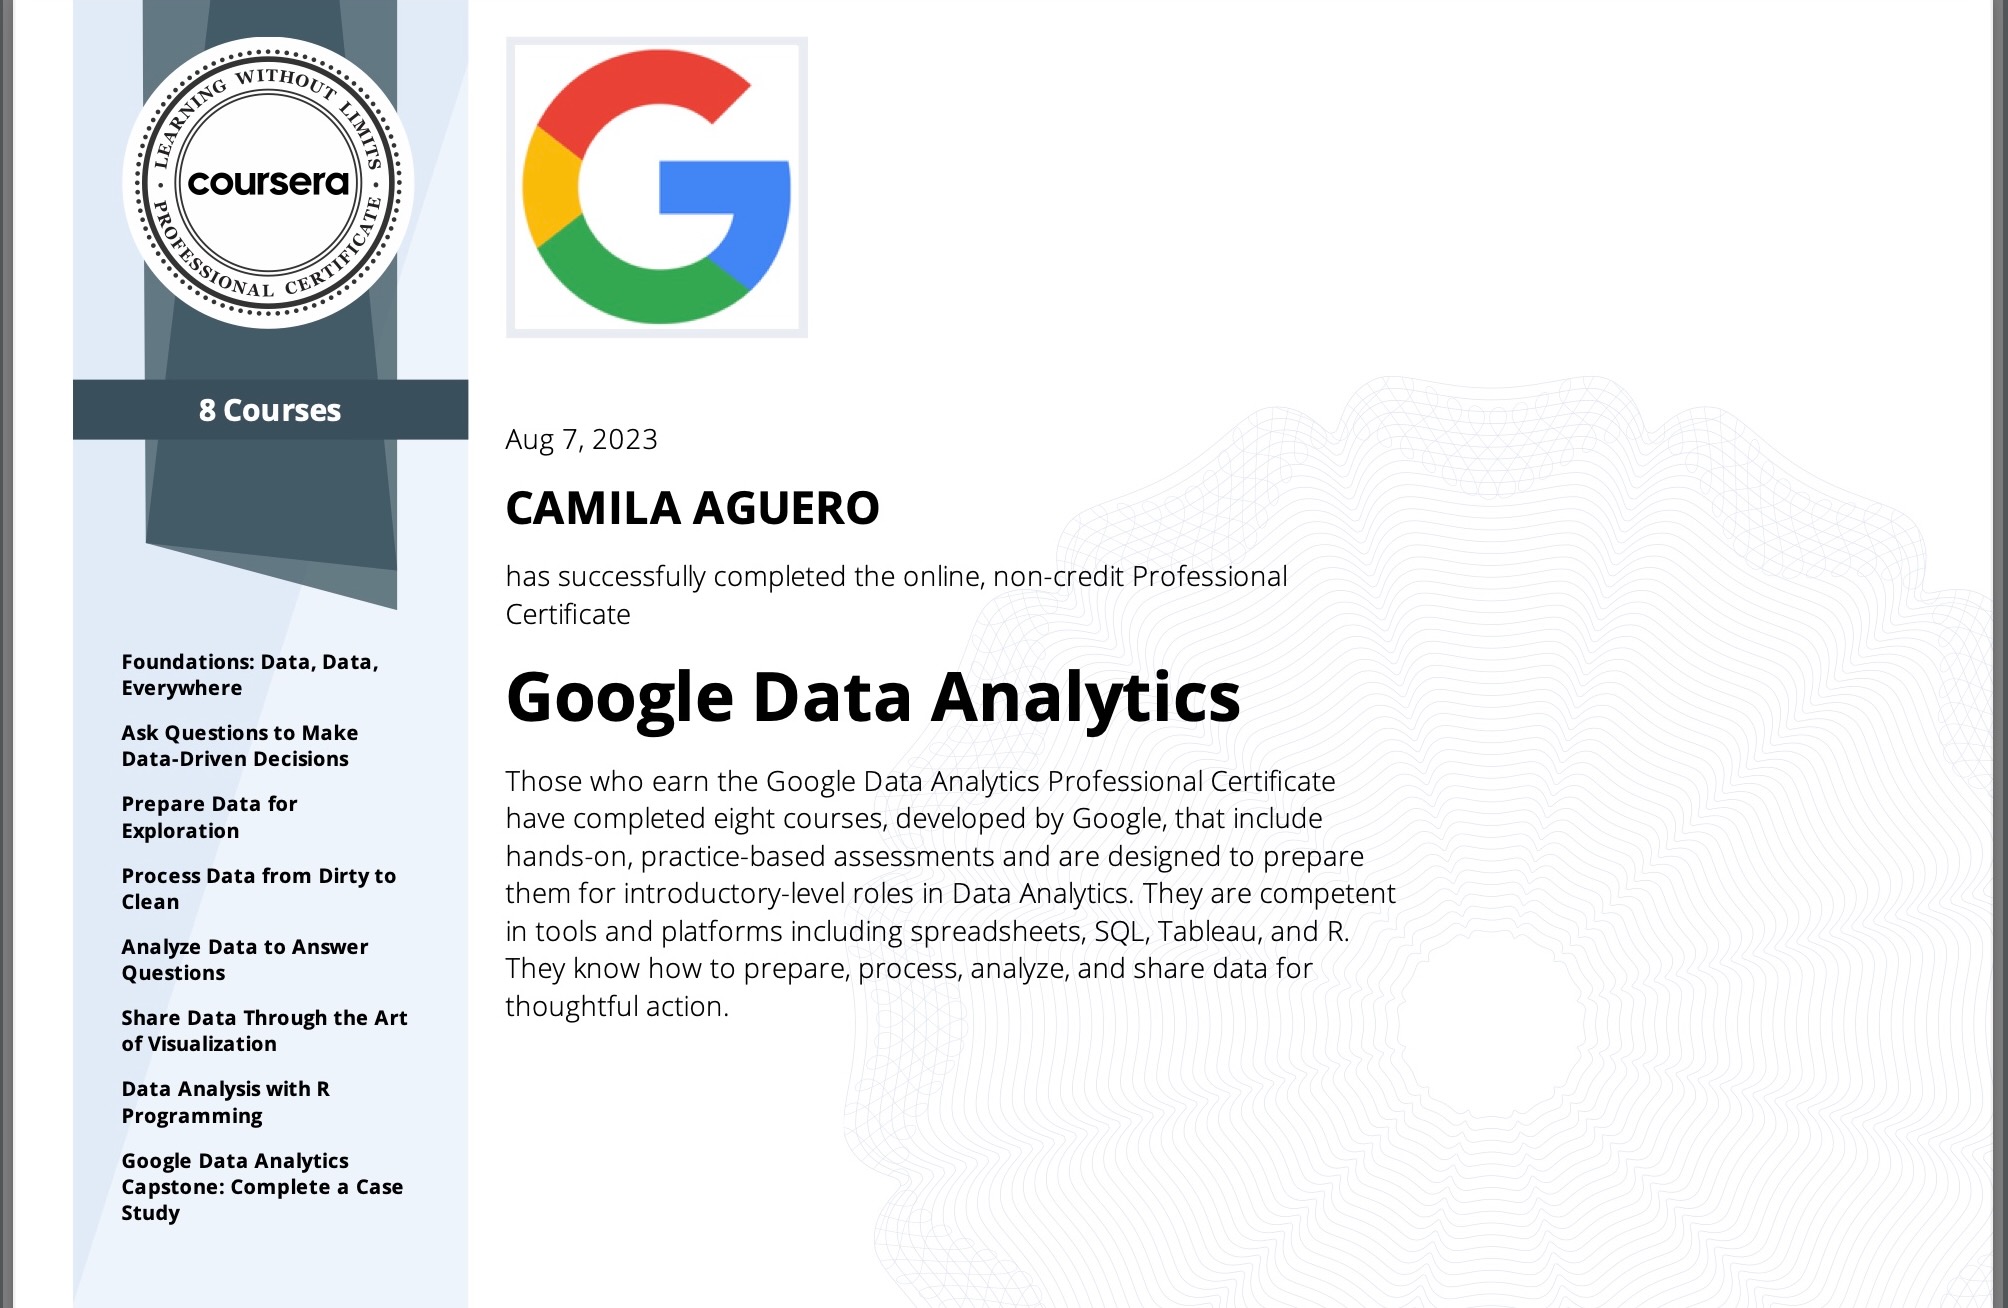 LEARNING WITHOUT LIMITS
coursera
PROFESSIONAL CERTIFICATE
8 Courses
Foundations: Data, Data,
Everywhere
Ask Questions to Make
Data-Driven Decisions
Prepare Data for
Exploration
Process Data from Dirty to
Clean
Analyze Data to Answer
Questions
Share Data Through the Art
of Visualization
Data Analysis with R
Programming
Google Data Analytics
Capstone: Complete a Case
Study
G
Aug 7, 2023
CAMILA AGUERO
has successfully completed the online, non-credit Professional
Certificate
Google Data Analytics
Those who earn the Google Data Analytics Professional Certificate
have completed eight courses, developed by Google, that include
hands-on, practice-based assessments and are designed to prepare
them for introductory-level roles in Data Analytics. They are competent
in tools and platforms including spreadsheets, SQL, Tableau, and R.
They know how to prepare, process, analyze, and share data for
thoughtful action.